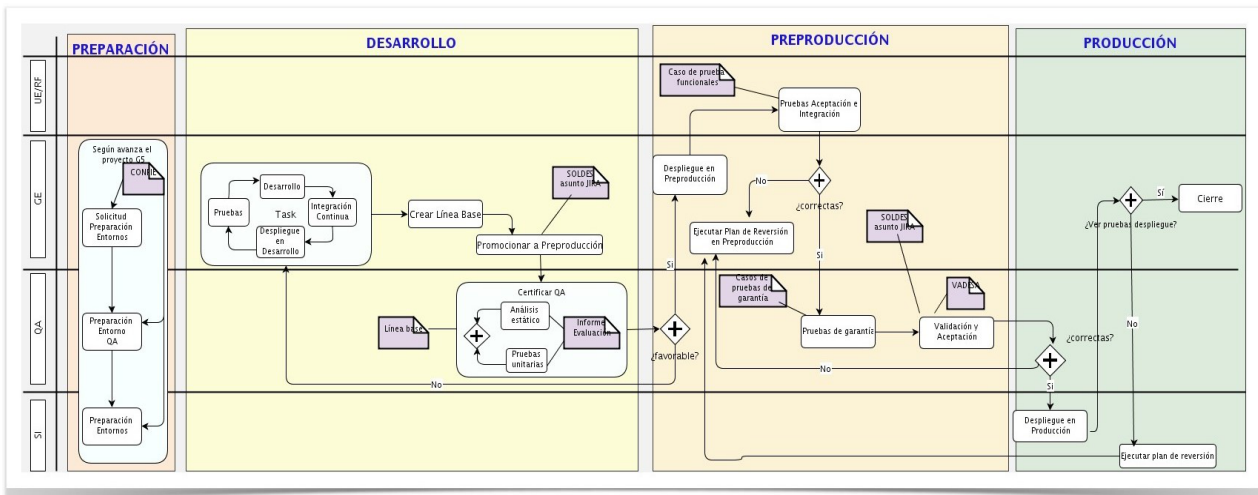 PREPARACIÓN
DESARROLLO
PREPRODUCCIÓN
PRODUCCIÓN
UE/RF
GE
QA
SI
Según avanza el
proyecto GS
CONFIE
Solicitud
Preparación
Entornos
Preparación
Entorno
QA
Preparación
Entornos
Desarrollo
Pruebas
Task
Integración
Continua
Despliegue en
Desarrollo
Crear Línea Base
SOLDES
asunto JIRA
Promocionar a Preproducción
Certificar QA
Línea base
Análisis
estático
Pruebas
unitarias
Informe
Evaluación
¿favorable?
No
Si
Caso de prueba
funcionales
Pruebas Aceptación e
Integración
Despliegue en
Preproducción
No
¿correctas?
Si
Ejecutar Plan de Reversión
en Preproducción
SOLDES
asunto JIRA
Casos de
pruebas de
garantía
VADESA
Pruebas de garantía
Validación y
Aceptación
¿correctas?
No
Si
Despliegue en
Producción
¿Ver pruebas despliegue?
Sí
Cierre
No
Ejecutar plan de reversión